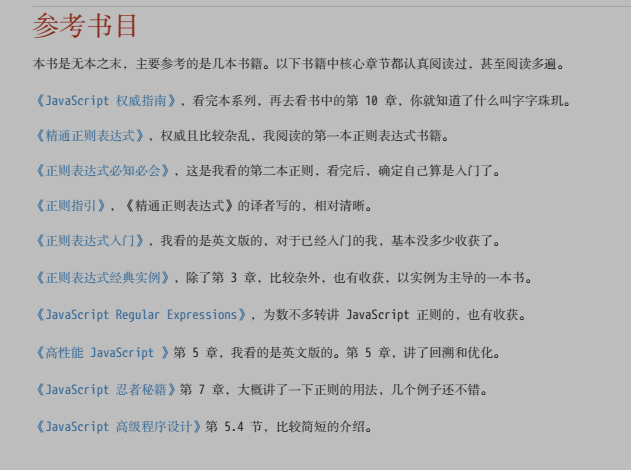 参考书目
本书是无本之末，主要参考的是几本书籍。以下书籍中核心章节都认真阅读过，甚至阅读多遍。
《JavaScript 权威指南》，看完本系列，再去看书中的第 10 章，你就知道了什么叫字字珠玑。
《精通正则表达式》，权威且比较杂乱，我阅读的第一本正则表达式书籍。
《正则表达式必知必会》，这是我看的第二本正则，看完后，确定自己算是入门了。
《正则指引》，《精通正则表达式》的译者写的，相对清晰。
《正则表达式入门》，我看的是英文版的，对于已经入门的我，基本没多少收获了。
《正则表达式经典实例》，除了第 3 章，比较杂外，也有收获，以实例为主导的一本书。
《JavaScript Regular Expressions》，为数不多转讲 JavaScript 正则的，也有收获。
《高性能 JavaScript 》第 5 章，我看的是英文版的。第 5 章，讲了回溯和优化。
《JavaScript 忍者秘籍》第 7 章，大概讲了一下正则的用法，几个例子还不错。
《JavaScript 高级程序设计》第 5.4 节，比较简短的介绍。